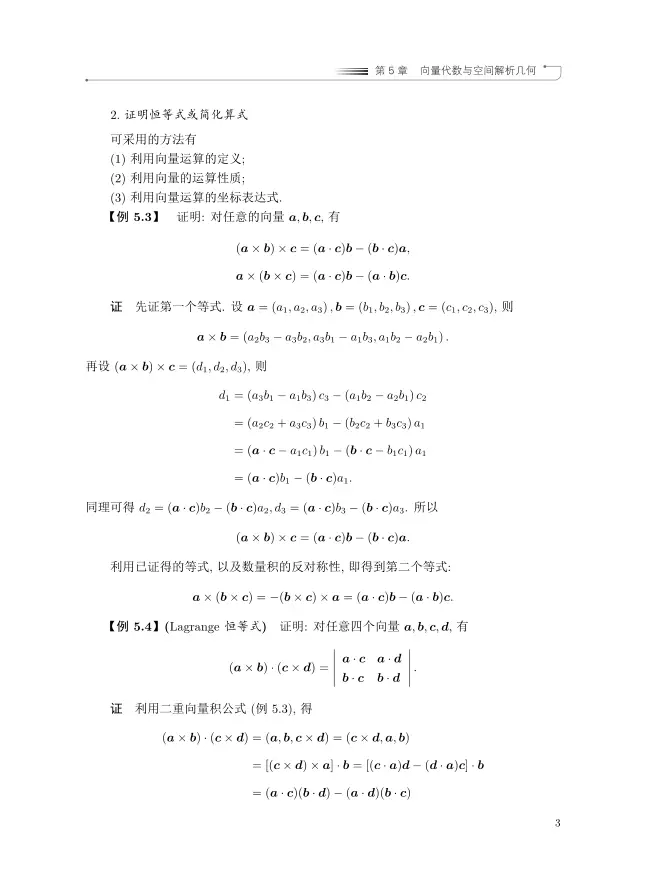 第 5 章 向量代数与空间解析几何
2. 证明恒等式或简化算式
可采用的方法有
(1) 利用向量运算的定义;
(2) 利用向量的运算性质;
(3) 利用向量运算的坐标表达式.
【例 5.3】 证明: 对任意的向量 a, b, c, 有
(a × b) × c = (a · c)b − (b · c)a,
a × (b × c) = (a · c)b − (a · b)c.
证 先证第一个等式. 设 a = (a₁, a₂, a₃) , b = (b₁, b₂, b₃) , c = (c₁, c₂, c₃), 则
a × b = (a₂b₃ − a₃b₂, a₃b₁ − a₁b₃, a₁b₂ − a₂b₁) .
再设 (a × b) × c = (d₁, d₂, d₃), 则
d₁ = (a₃b₁ − a₁b₃) c₃ − (a₁b₂ − a₂b₁) c₂
= (a₂c₂ + a₃c₃) b₁ − (b₂c₂ + b₃c₃) a₁
= (a · c − a₁c₁) b₁ − (b · c − b₁c₁) a₁
= (a · c)b₁ − (b · c)a₁.
同理可得 d₂ = (a · c)b₂ − (b · c)a₂, d₃ = (a · c)b₃ − (b · c)a₃. 所以
(a × b) × c = (a · c)b − (b · c)a.
利用已证得的等式, 以及数量积的反对称性, 即得到第二个等式:
a × (b × c) = −(b × c) × a = (a · c)b − (a · b)c.
【例 5.4】(Lagrange 恒等式) 证明: 对任意四个向量 a, b, c, d, 有
(a × b) · (c × d) = | a · c a · d |
| b · c b · d | .
证 利用二重向量积公式 (例 5.3), 得
(a × b) · (c × d) = (a, b, c × d) = (c × d, a, b)
= [(c × d) × a] · b = [(c · a)d − (d · a)c] · b
= (a · c)(b · d) − (a · d)(b · c)
3